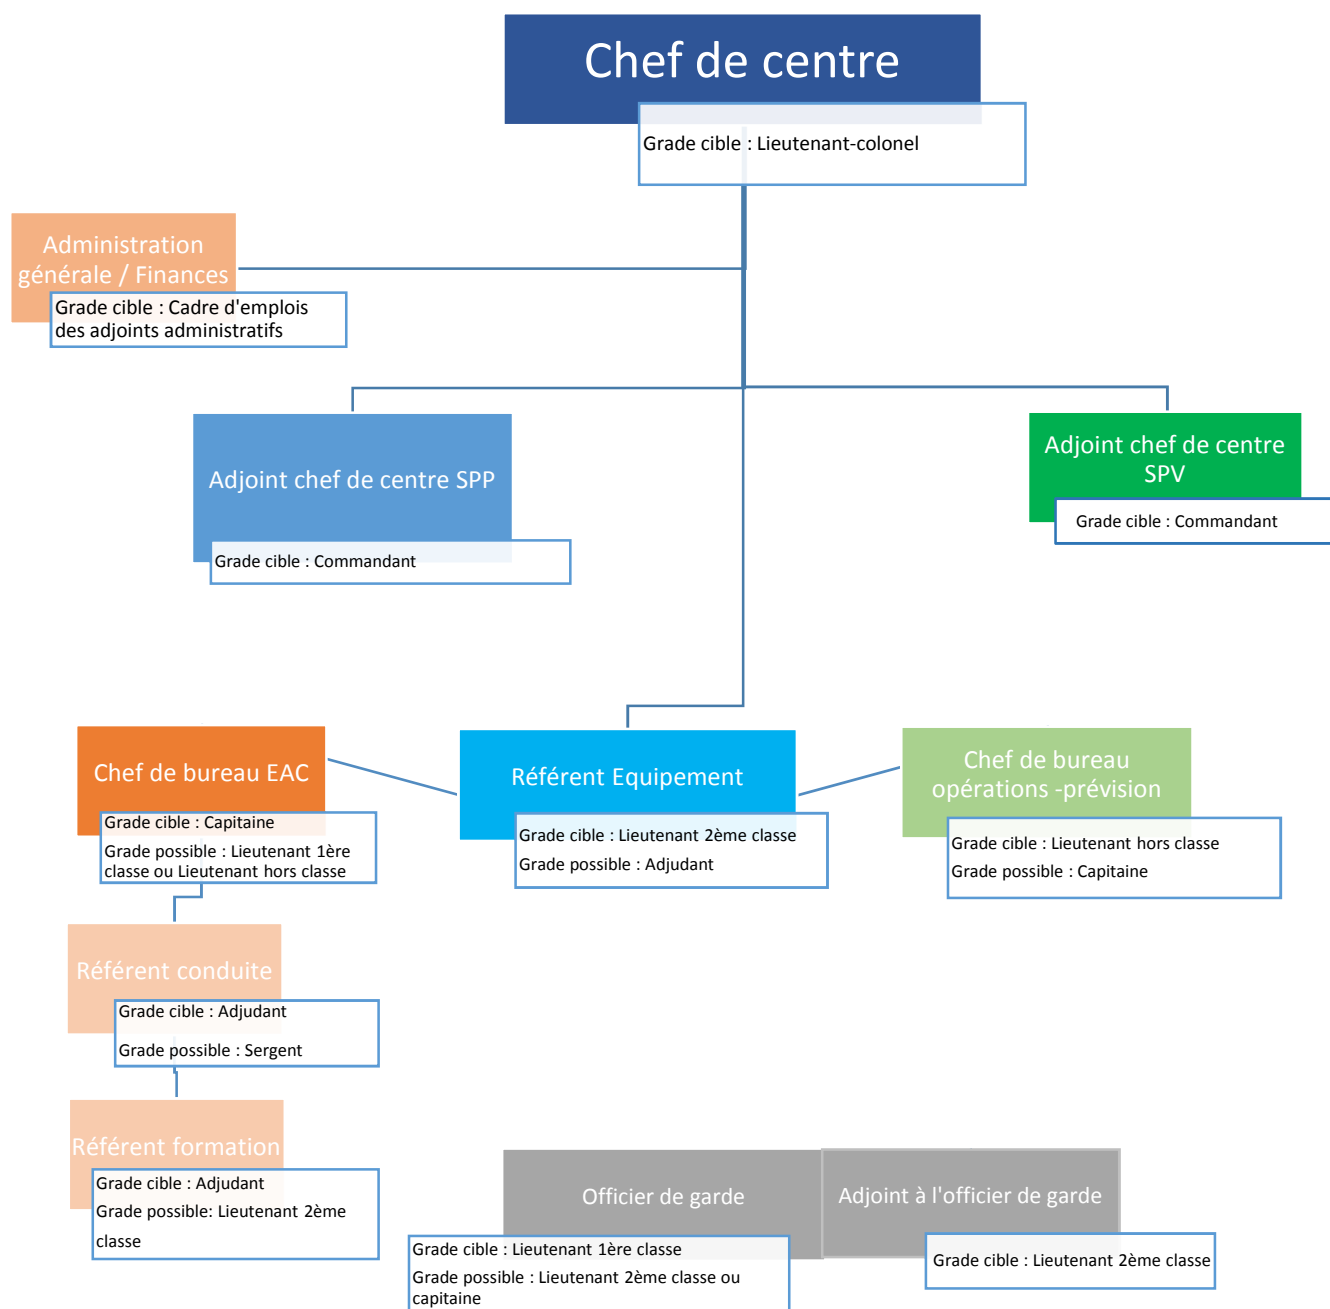 Chef de centre
Grade cible : Lieutenant-colonel
Administration
générale / Finances
Grade cible : Cadre d'emplois
des adjoints administratifs
Adjoint chef de centre SPP
Grade cible : Commandant
Adjoint chef de centre
SPV
Grade cible : Commandant
Chef de bureau EAC
Grade cible : Capitaine
Grade possible : Lieutenant 1ère
classe ou Lieutenant hors classe
Référent Equipement
Grade cible : Lieutenant 2ème classe
Grade possible : Adjudant
Chef de bureau
opérations -prévision
Grade cible : Lieutenant hors classe
Grade possible : Capitaine
Référent conduite
Grade cible : Adjudant
Grade possible : Sergent
Référent formation
Grade cible : Adjudant
Grade possible: Lieutenant 2ème
classe
Officier de garde
Grade cible : Lieutenant 1ère classe
Grade possible : Lieutenant 2ème classe ou
capitaine
Adjoint à l'officier de garde
Grade cible : Lieutenant 2ème classe